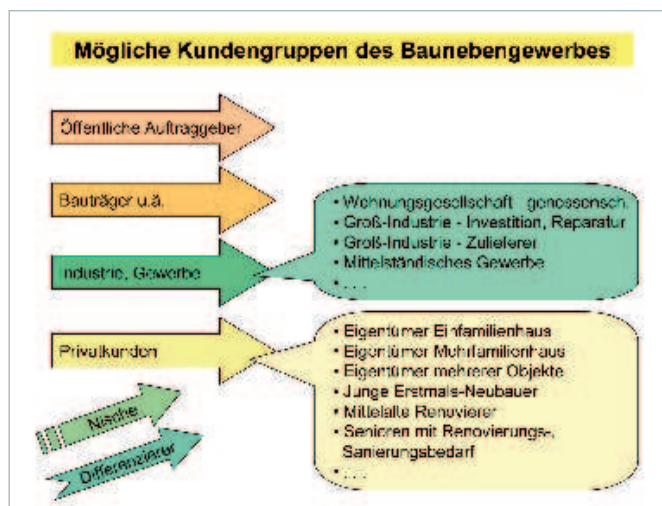 Mögliche Kundengruppen des Baunebengewerbes
Öffentliche Auftraggeber
Bauträger u.ä.
Industrie, Gewerbe
Privatkunden
Nische
Differenzierer
• Wohnungsgesellschaft genossensch.
• Groß-Industrie - Investition, Reparatur
• Groß-Industrie - Zulieferer
• Mittelständisches Gewerbe
• . . . .
• Eigentümer Einfamilienhaus
• Eigentümer Mehrfamilienhaus
• Eigentümer mehrerer Objekte
• Junge Erstmals-Neubauer
• Mittelalte Renovierer
• Senioren mit Renovierungs-,
Sanierungsbedarf
• . . . .